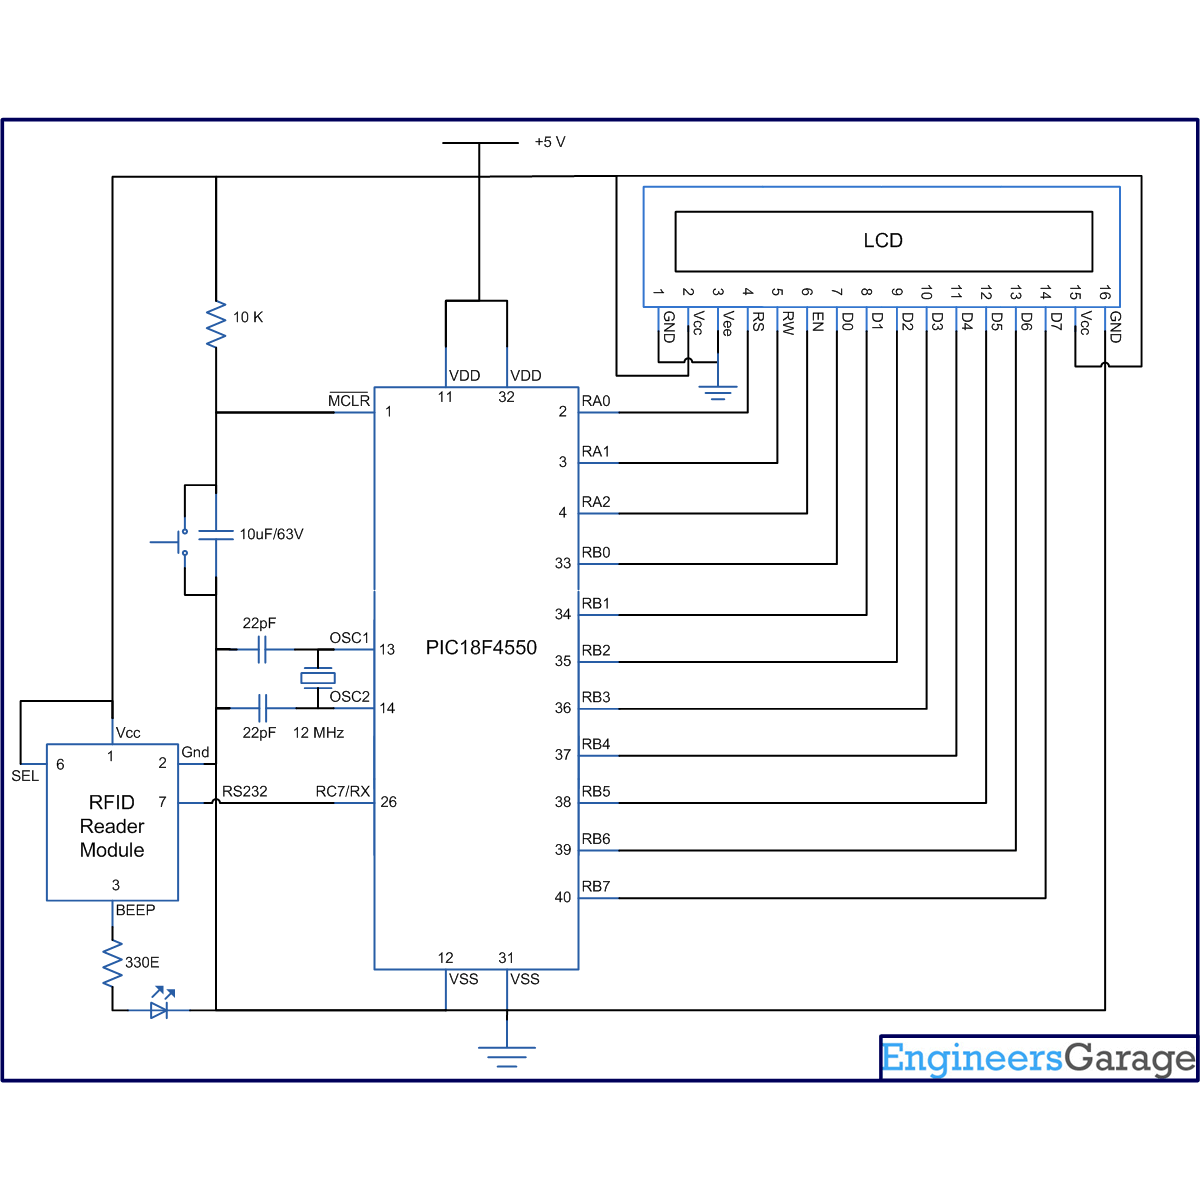 +5 V
LCD
1 2 3 4 5 6 7 8 9 10 11 12 13 14 15 16
GND Vcc Vee RS RW EN D0 D1 D2 D3 D4 D5 D6 D7 Vcc GND
10 K
VDD VDD
11 32
MCLR
1
2 RA0
3 RA1
4 RA2
10uF/63V
33 RB0
34 RB1
22pF
OSC1
13
PIC18F4550
35 RB2
OSC2
14
36 RB3
22pF 12 MHz
37 RB4
Vcc
1
Gnd
2
6
SEL
RFID
Reader
Module
7
RS232 RC7/RX
26
38 RB5
39 RB6
3
BEEP
40 RB7
330E
12 31
VSS VSS
EngineersGarage